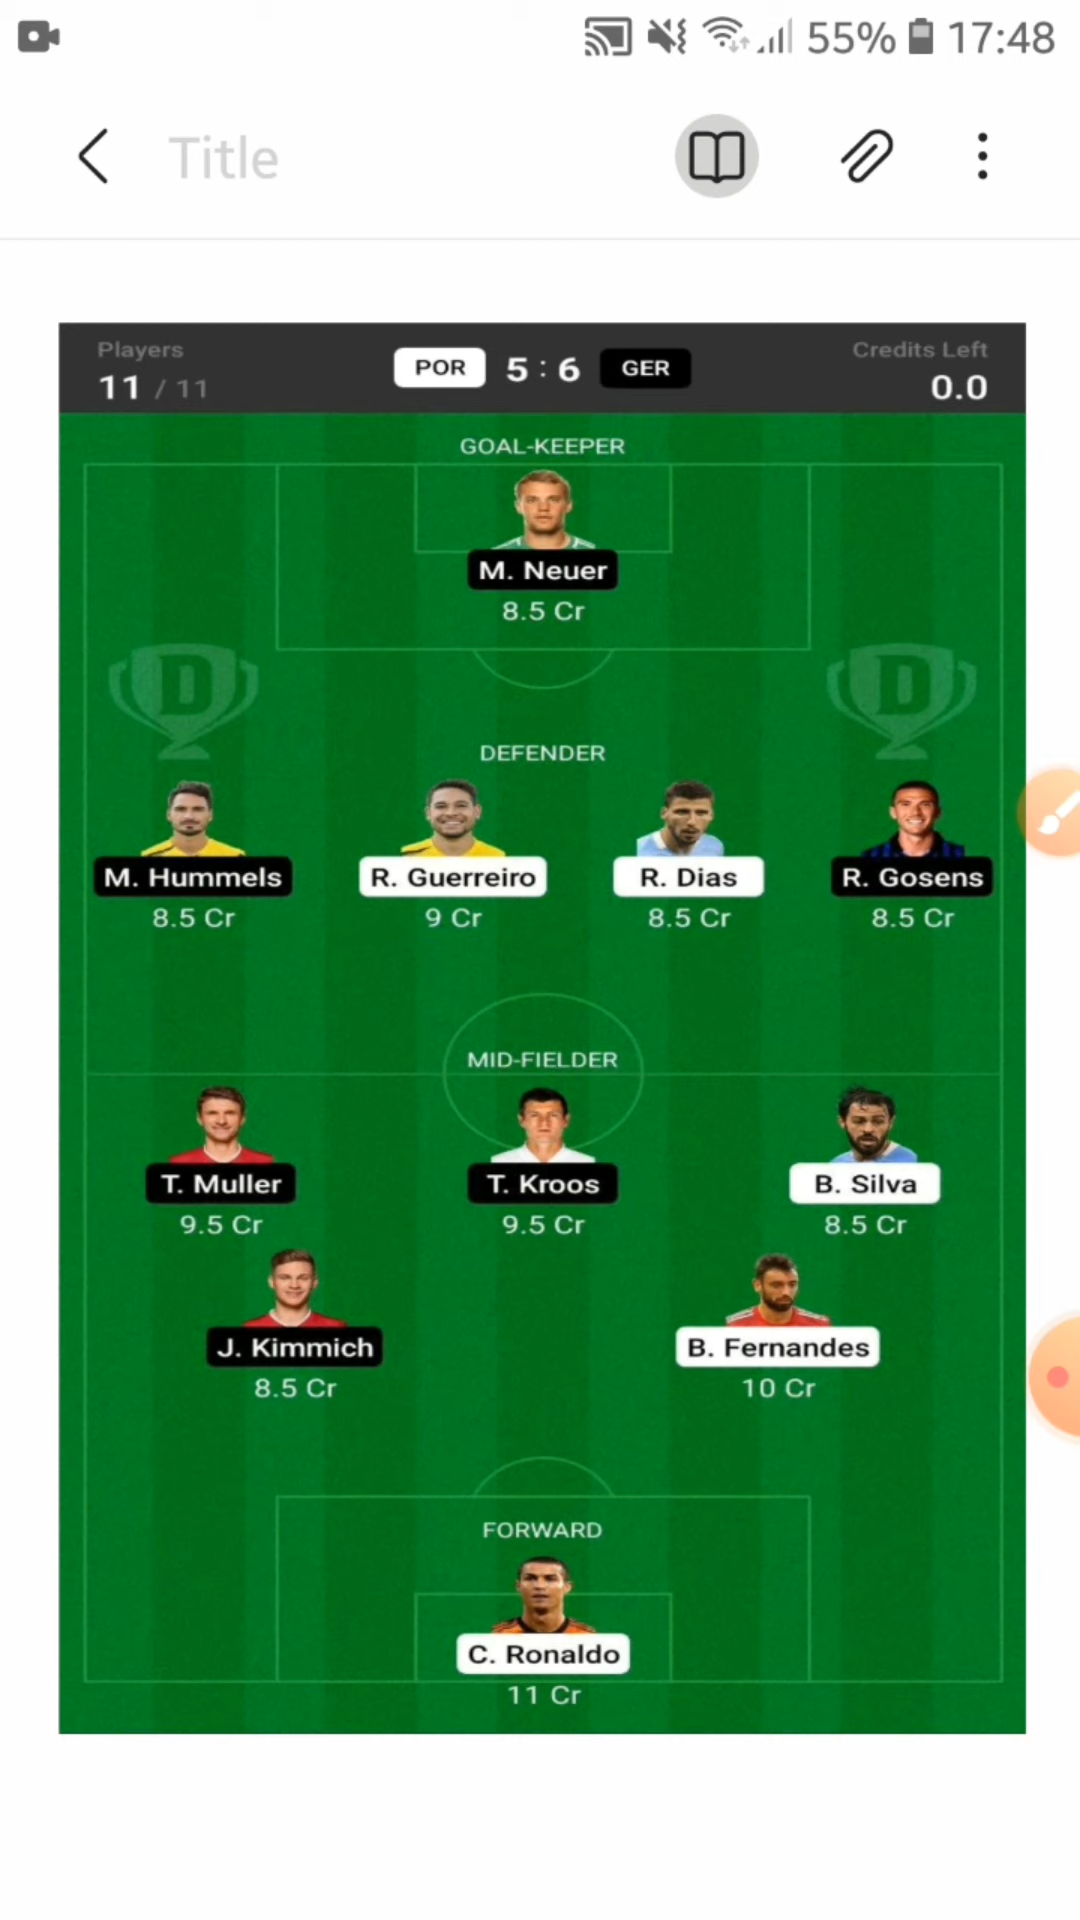 55% 17:48
Title
Players
11 / 11
POR 5 : 6 GER
Credits Left
0.0
GOAL-KEEPER
M. Neuer
8.5 Cr
D D
DEFENDER
M. Hummels R. Guerreiro R. Dias R. Gosens
8.5 Cr 9 Cr 8.5 Cr 8.5 Cr
MID-FIELDER
T. Muller T. Kroos B. Silva
9.5 Cr 9.5 Cr 8.5 Cr
J. Kimmich B. Fernandes
8.5 Cr 10 Cr
FORWARD
C. Ronaldo
11 Cr